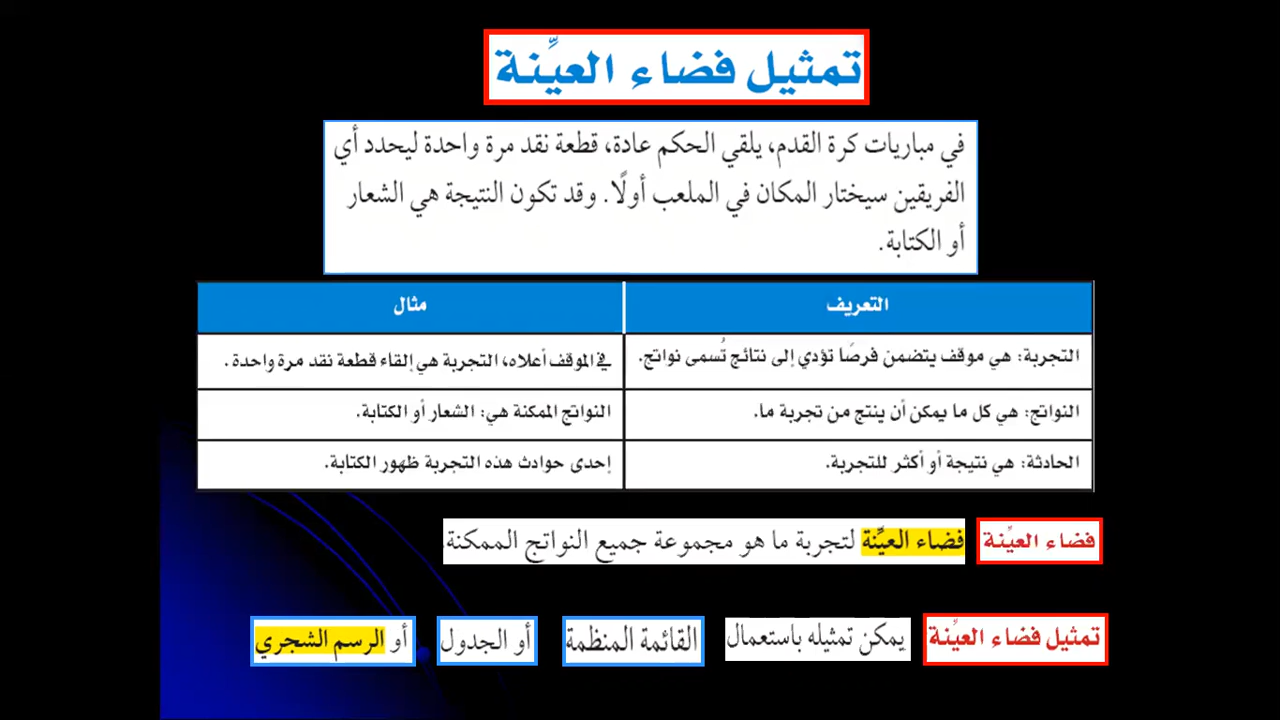 تمثيل فضاء العيِّنة
في مباريات كرة القدم، يلقي الحكم عادة، قطعة نقد مرة واحدة ليحدد أي
الفريقين سيختار المكان في الملعب أولًا. وقد تكون النتيجة هي الشعار
أو الكتابة.
التعريف مثال
التجربة: هي موقف يتضمن فرصًا تؤدي إلى نتائج تُسمى نواتج. في الموقف أعلاه، التجربة هي إلقاء قطعة نقد مرة واحدة.
النواتج: هي كل ما يمكن أن ينتج من تجربة ما. النواتج الممكنة هي: الشعار أو الكتابة.
الحادثة: هي نتيجة أو أكثر للتجربة. إحدى حوادث هذه التجربة ظهور الكتابة.
فضاء العيِّنة فضاء العيِّنة لتجربة ما هو مجموعة جميع النواتج الممكنة.
تمثيل فضاء العيِّنة يمكن تمثيله باستعمال القائمة المنظمة أو الجدول أو الرسم الشجري